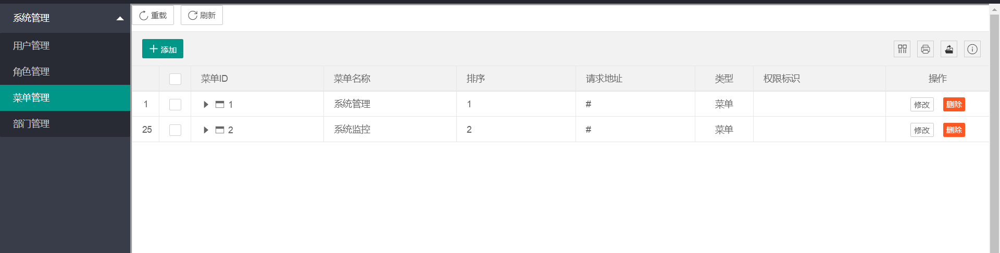 系统管理
用户管理
角色管理
菜单管理
部门管理
重载 刷新
添加
菜单ID 菜单名称 排序 请求地址 类型 权限标识 操作
1 1 系统管理 1 # 菜单 修改 删除
25 2 系统监控 2 # 菜单 修改 删除